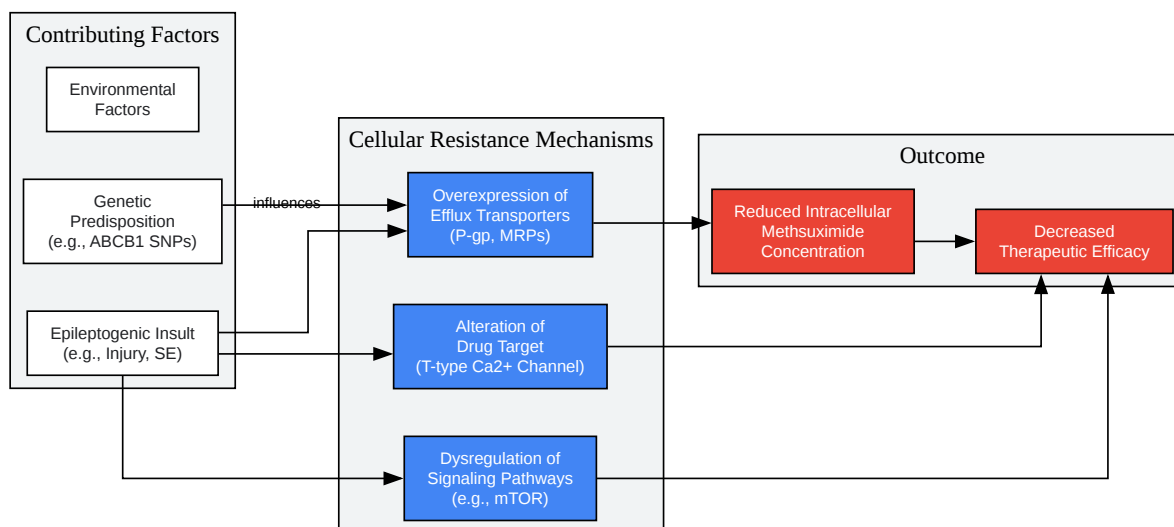 Contributing Factors
Environmental
Factors
Genetic
Predisposition
(e.g., ABCB1 SNPs)
Epileptogenic Insult
(e.g., Injury, SE)
influences
Cellular Resistance Mechanisms
Overexpression of
Efflux Transporters
(P-gp, MRPs)
Alteration of
Drug Target
(T-type Ca2+ Channel)
Dysregulation of
Signaling Pathways
(e.g., mTOR)
Outcome
Reduced Intracellular
Methsuximide
Concentration
Decreased
Therapeutic Efficacy